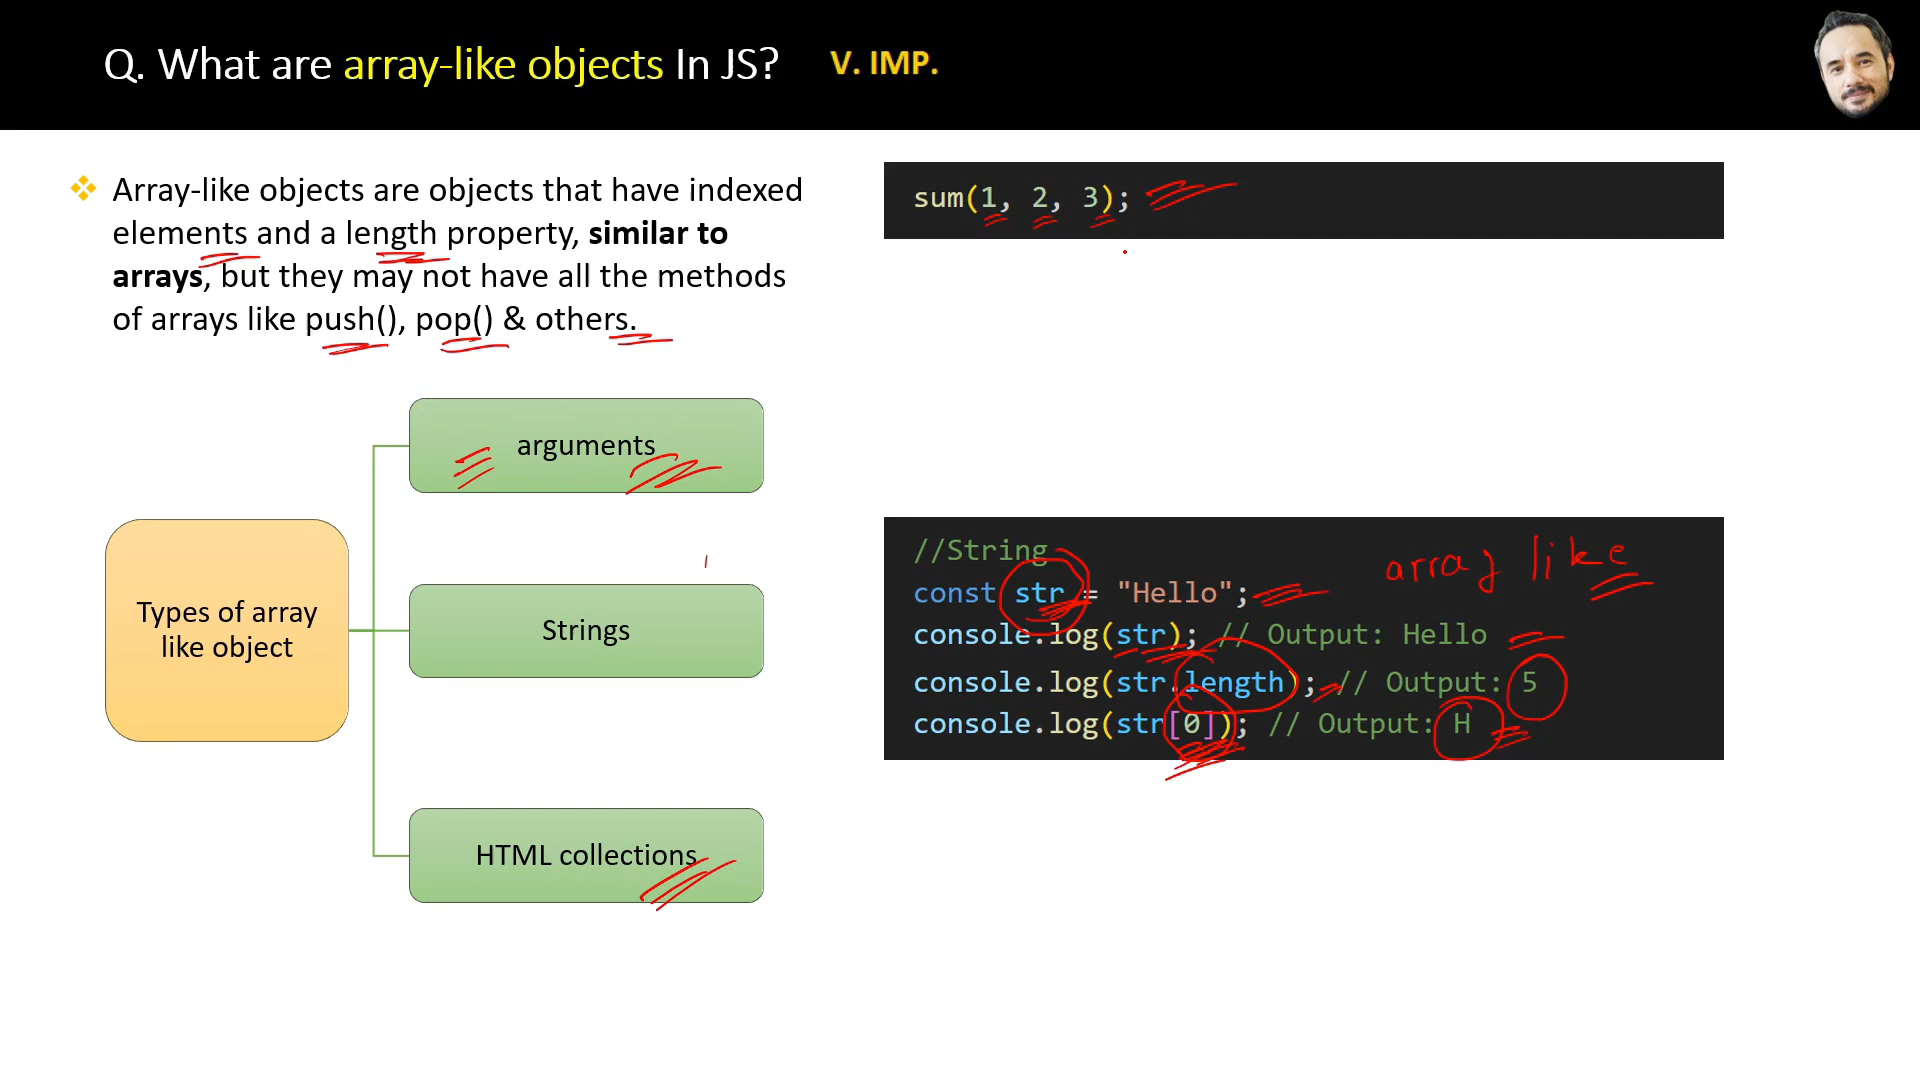 Q. What are array-like objects In JS? V. IMP.
Array-like objects are objects that have indexed
elements and a length property, similar to
arrays, but they may not have all the methods
of arrays like push(), pop() & others.
sum(1, 2, 3);
arguments
Types of array
like object
Strings
HTML collections
//String
const str = "Hello";
console.log(str); // Output: Hello
console.log(str.length); // Output: 5
console.log(str[0]); // Output: H
array like